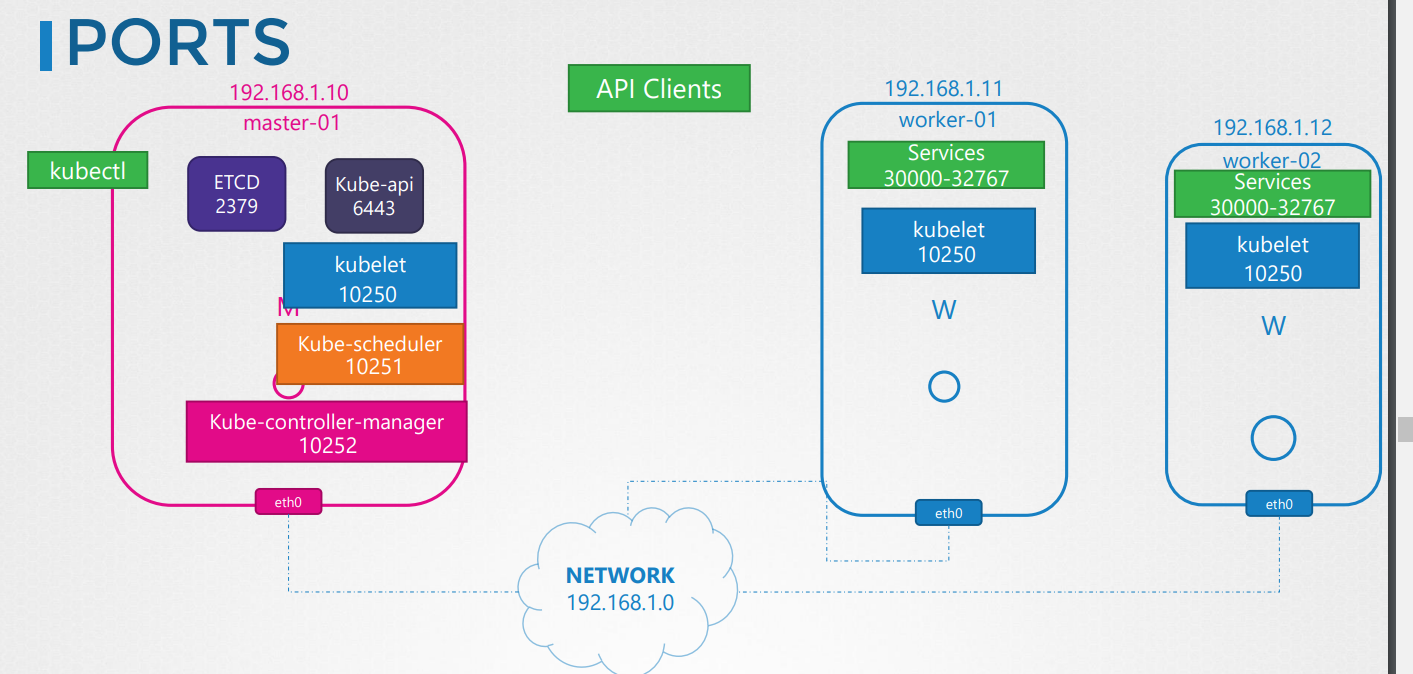 PORTS
192.168.1.10
master-01
kubectl
ETCD
2379
Kube-api
6443
kubelet
10250
M
Kube-scheduler
10251
Kube-controller-manager
10252
eth0
API Clients
192.168.1.11
worker-01
Services
30000-32767
kubelet
10250
W
eth0
192.168.1.12
worker-02
Services
30000-32767
kubelet
10250
W
eth0
NETWORK
192.168.1.0